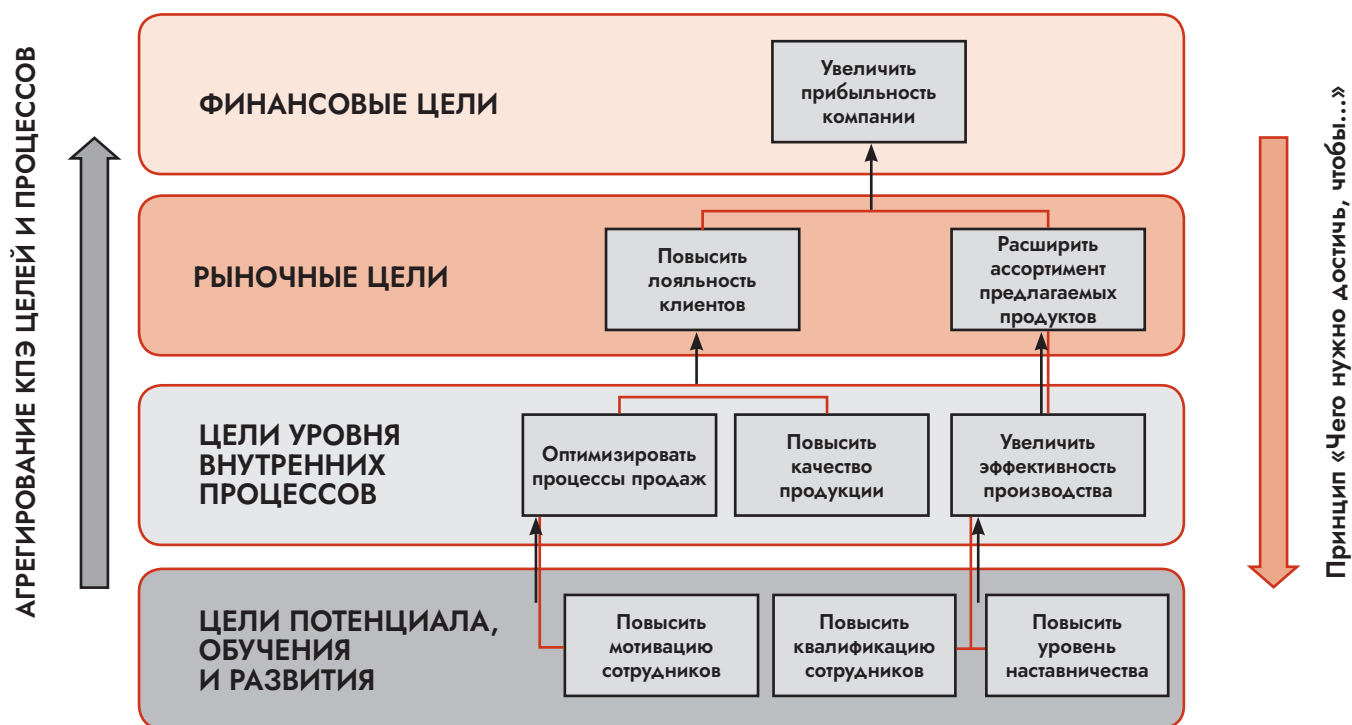 АГРЕГИРОВАНИЕ КПЭ ЦЕЛЕЙ И ПРОЦЕССОВ
ФИНАНСОВЫЕ ЦЕЛИ
Увеличить
прибыльность
компании
РЫНОЧНЫЕ ЦЕЛИ
Повысить
лояльность
клиентов
Расширить
ассортимент
предлагаемых
продуктов
ЦЕЛИ УРОВНЯ
ВНУТРЕННИХ
ПРОЦЕССОВ
Оптимизировать
процессы продаж
Повысить
качество
продукции
Увеличить
эффективность
производства
ЦЕЛИ ПОТЕНЦИАЛА,
ОБУЧЕНИЯ
И РАЗВИТИЯ
Повысить
мотивацию
сотрудников
Повысить
квалификацию
сотрудников
Повысить
уровень
наставничества
Принцип «Чего нужно достичь, чтобы...»